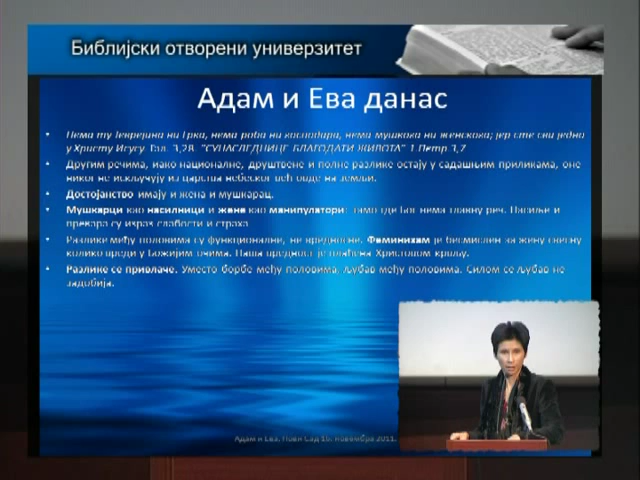 Библијски отворени универзитет
Адам и Ева данас
Нема ту Јеврејина ни Грка, нема роба ни господара, нема мушкога ни женскога; јер сте сви једно
у Христу Исусу. Гал. 3,28. "СУНАСЛЕДНИЦЕ БЛАГОДАТИ ЖИВОТА" 1.Петр.3,7
Другим речима, иако националне, друштвене и полне разлике остају у садашњим приликама, оне
никог не искључују из царства небеског већ овде на земљи.
Достојанство имају и жена и мушкарац.
Мушкарци као насилници и жене као манипулатори: тамо где Бог нема главну реч. Насиље и
превара су израз слабости и страха.
Разлике међу половима су функционалне, не вредносне. Феминизам је бесмислен за жену свесну
колико вреди у Божијим очима. Наша вредност је плаћена Христовом крвљу.
Разлике се привлаче. Уместо борбе међу половима, љубав међу половима. Силом се љубав не
задобија.
Адам и Ева, Нови Сад 16. новембра 2011.